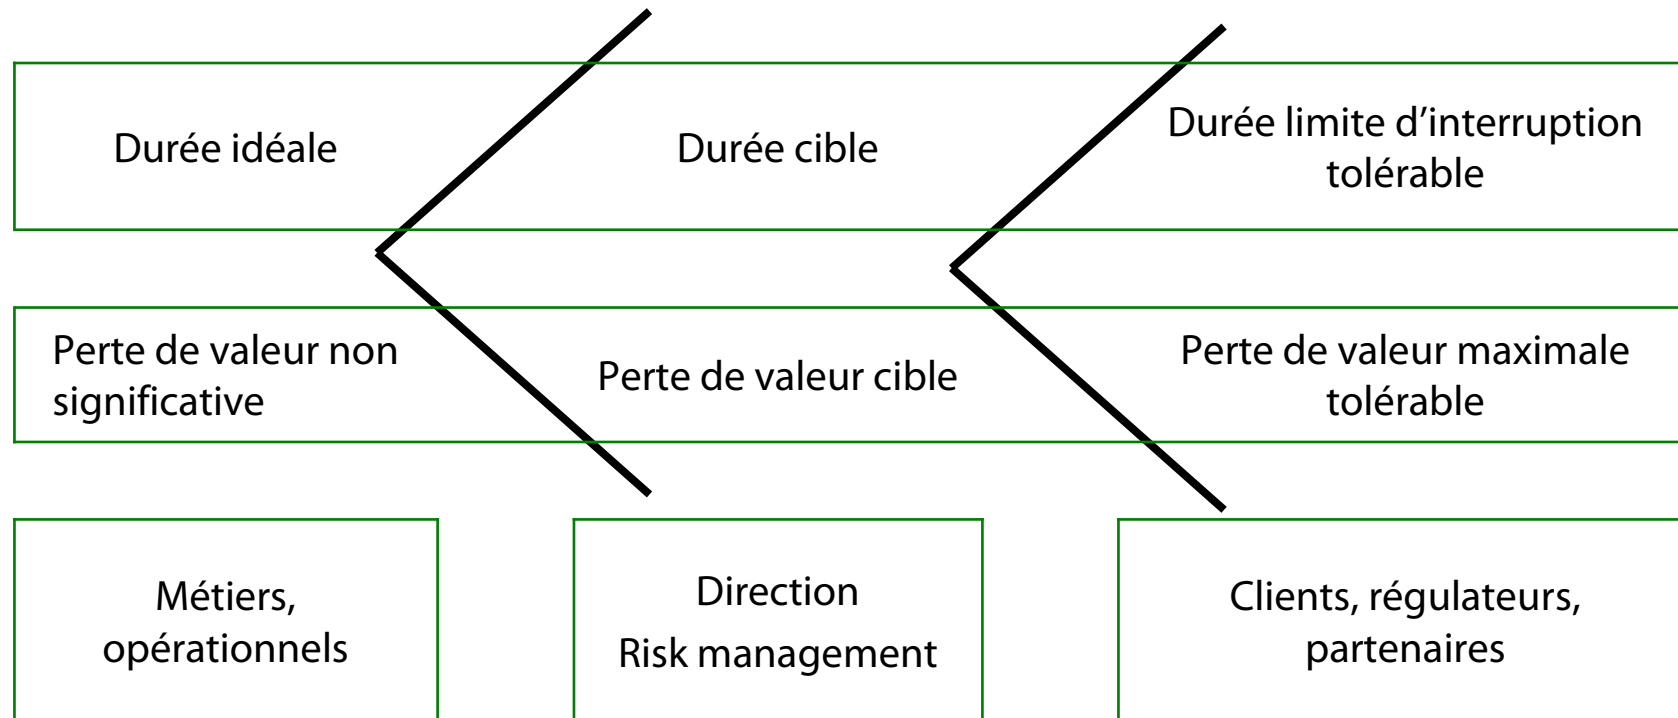 Durée idéale
Durée cible
Durée limite d’interruption
tolérable
Perte de valeur non
significative
Perte de valeur cible
Perte de valeur maximale
tolérable
Métiers,
opérationnels
Direction
Risk management
Clients, régulateurs,
partenaires